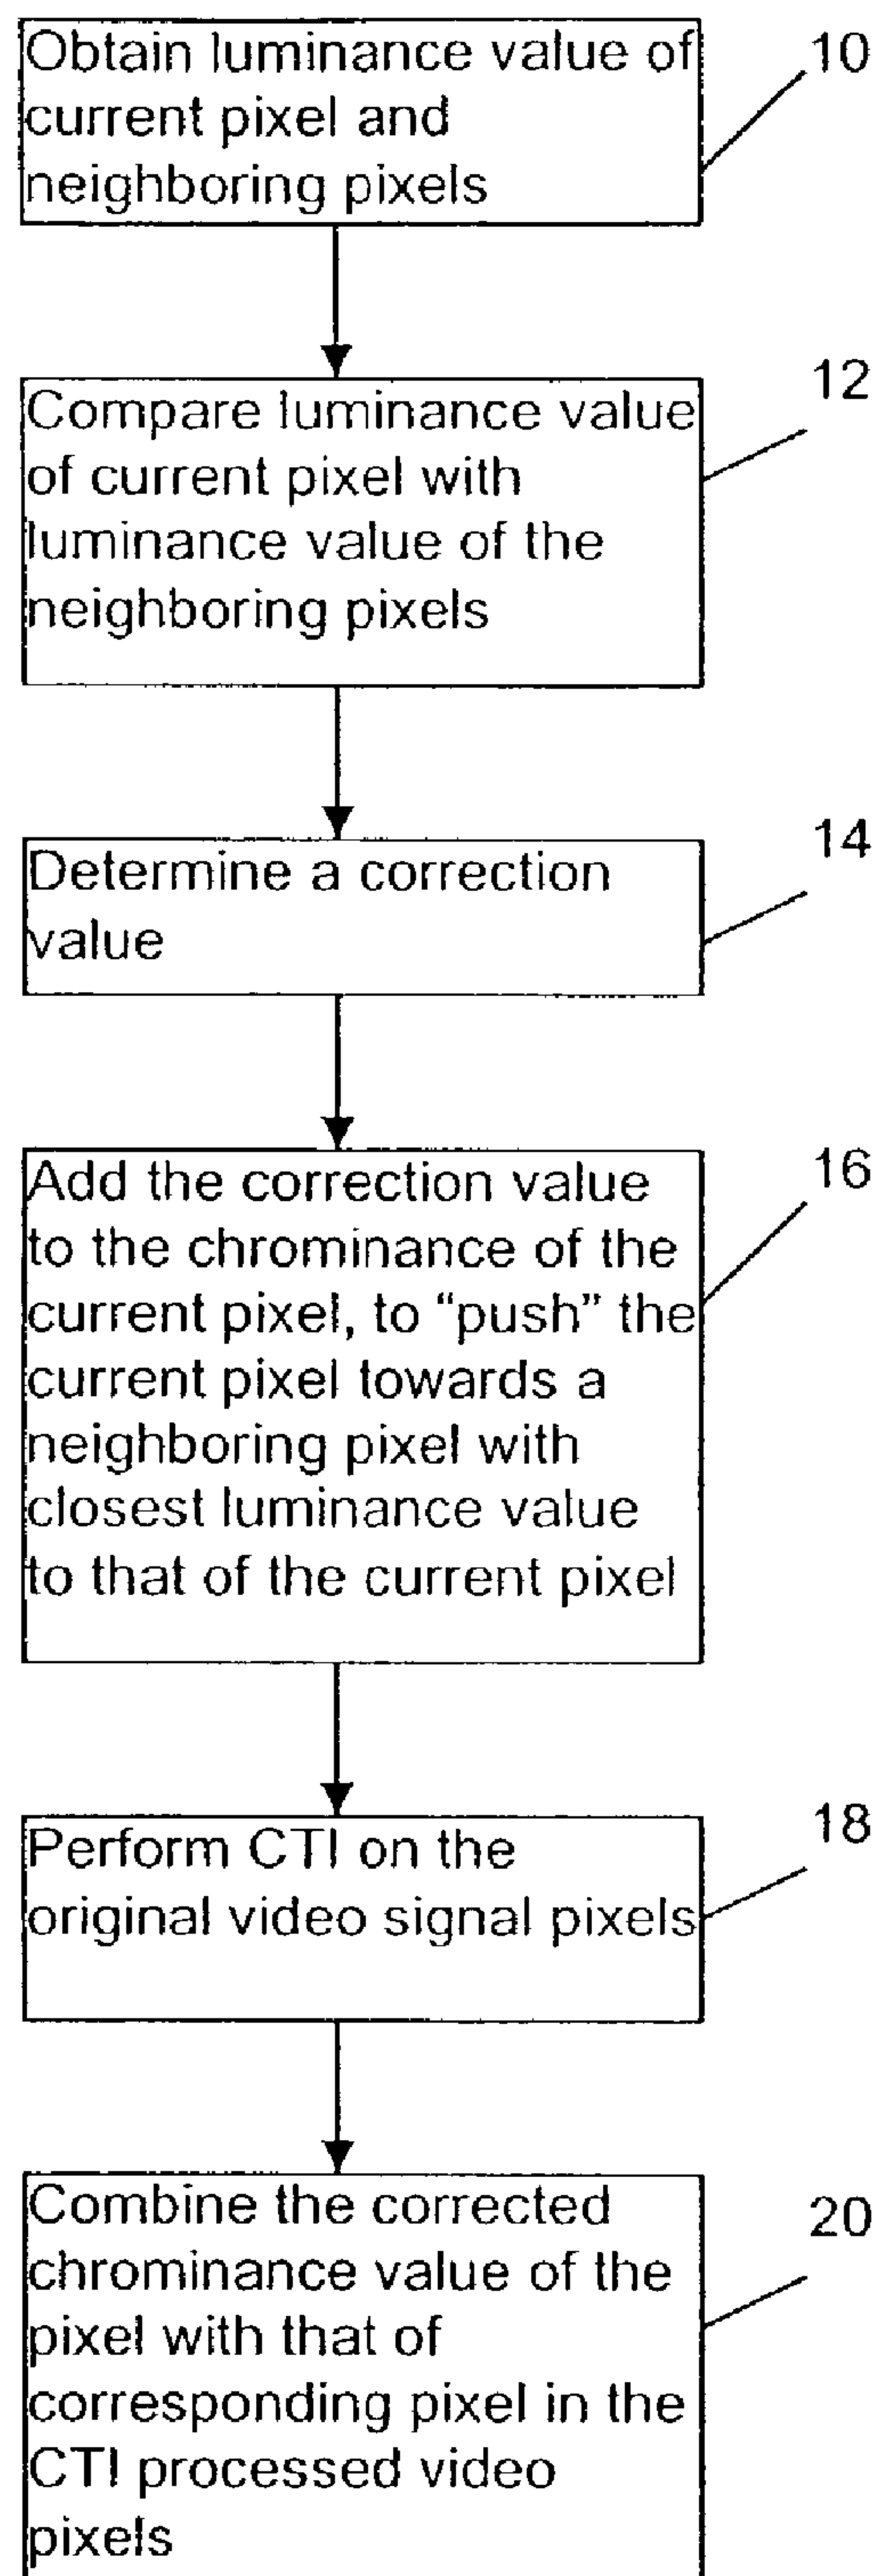 Obtain luminance value of
current pixel and
neighboring pixels
10
Compare luminance value
of current pixel with
luminance value of the
neighboring pixels
12
Determine a correction
value
14
Add the correction value
to the chrominance of the
current pixel, to “push” the
current pixel towards a
neighboring pixel with
closest luminance value
to that of the current pixel
16
Perform CTI on the
original video signal pixels
18
Combine the corrected
chrominance value of the
pixel with that of
corresponding pixel in the
CTI processed video
pixels
20